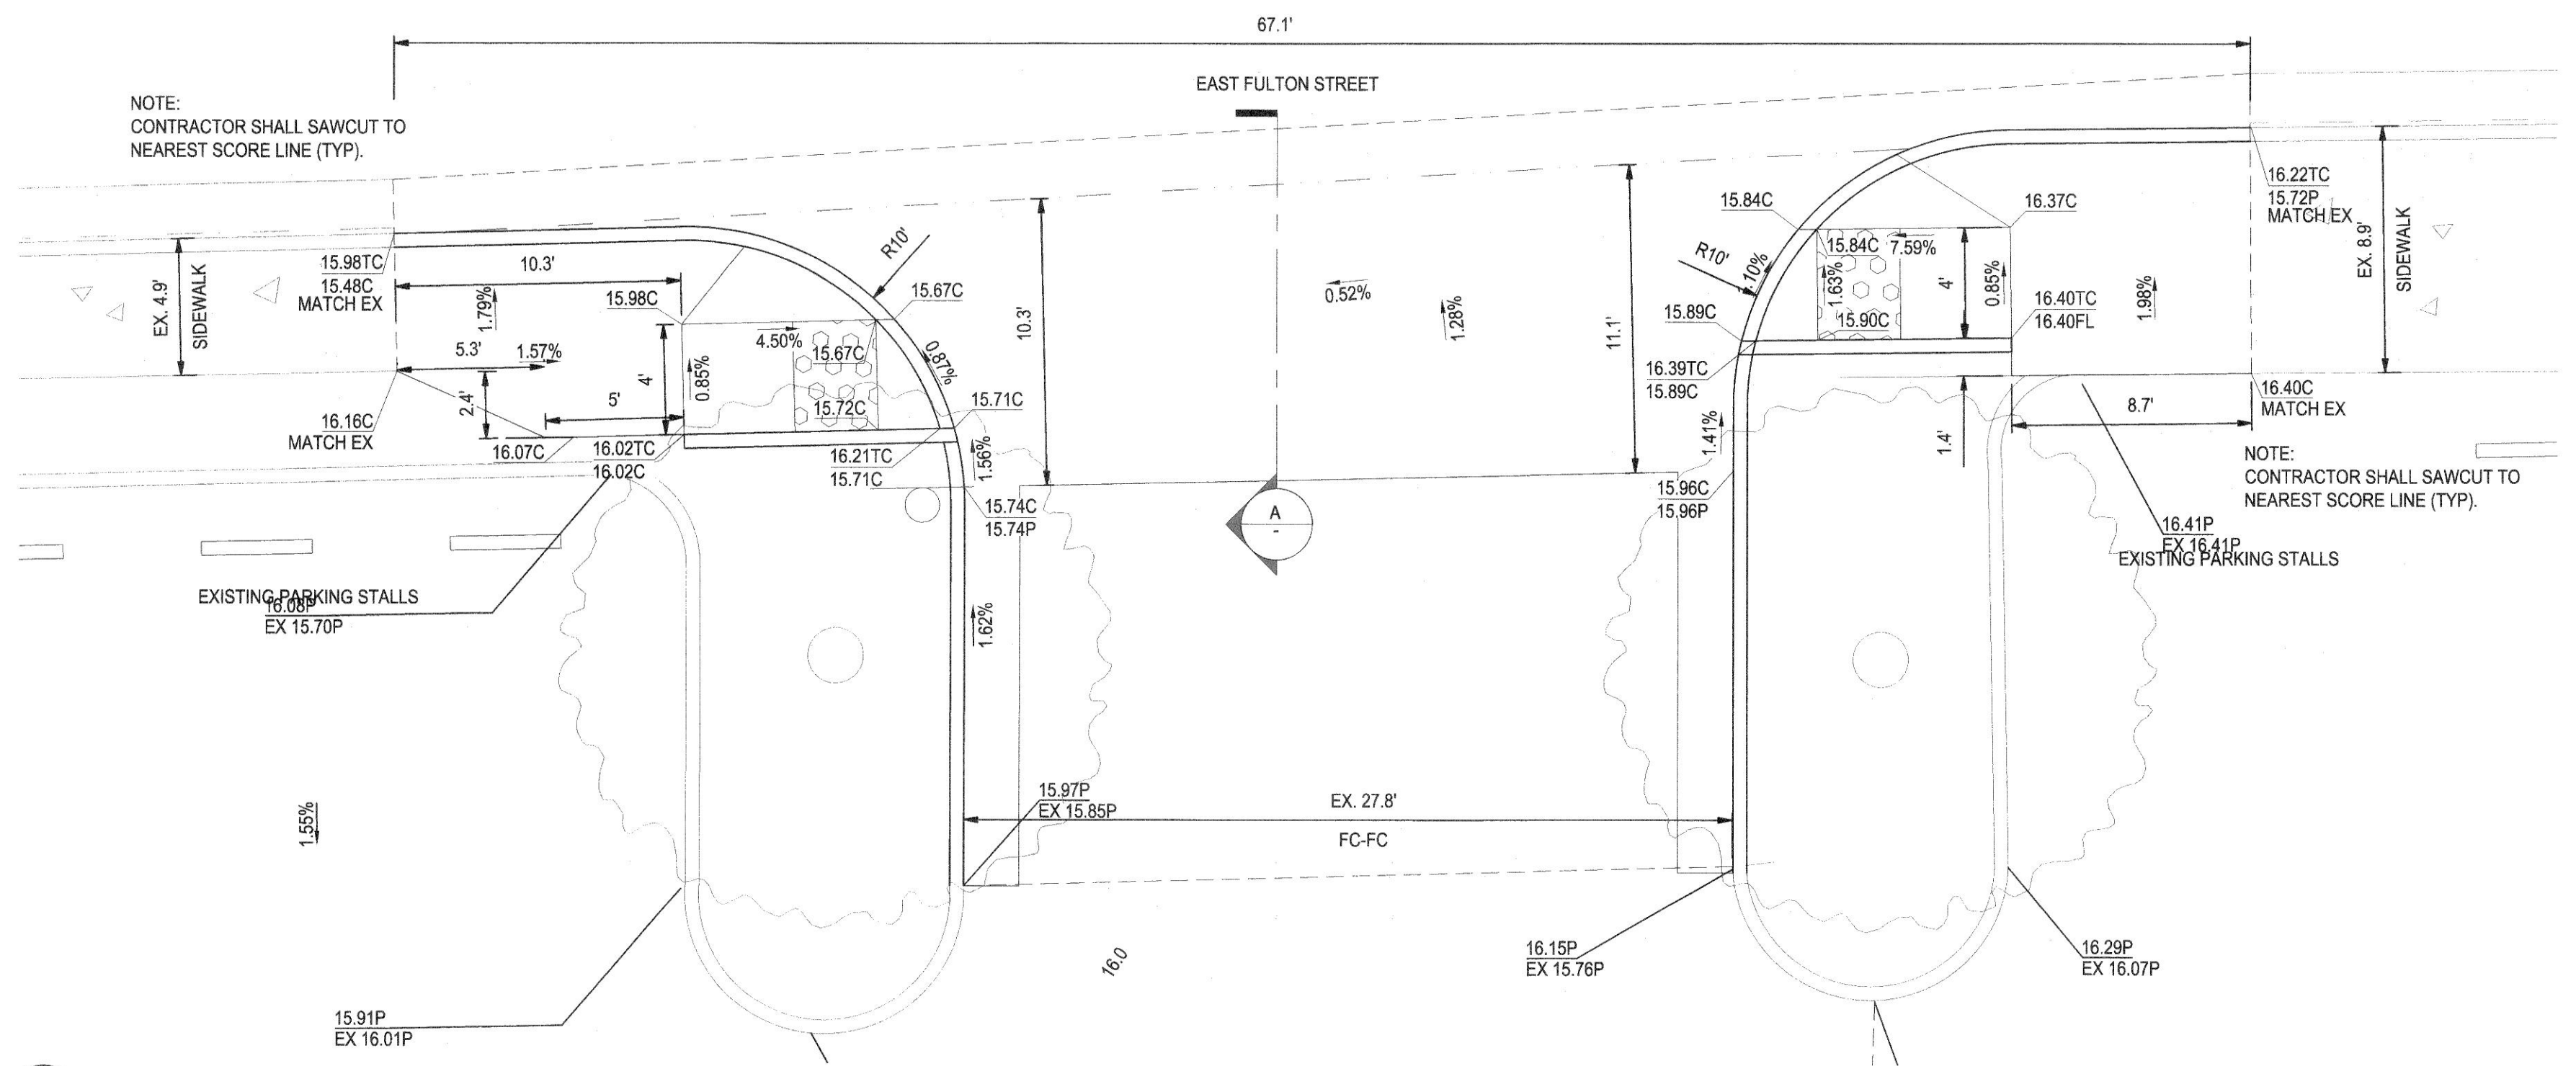 67.1'
EAST FULTON STREET
NOTE:
CONTRACTOR SHALL SAWCUT TO
NEAREST SCORE LINE (TYP).
EX. 4.9'
SIDEWALK
15.98TC
15.48C
MATCH EX
10.3'
1.79%
15.98C
5.3'
1.57%
2.4'
5'
4'
0.85%
4.50%
15.67C
15.72C
R10'
15.67C
0.87%
15.71C
16.16C
MATCH EX
16.07C
16.02TC
16.02C
16.21TC
15.71C
1.56%
15.74C
15.74P
10.3'
0.52%
1.28%
11.1'
A
-
15.84C
R10'
1.10%
15.84C
7.59%
1.63%
15.90C
4'
0.85%
16.37C
15.89C
16.39TC
15.89C
16.40TC
16.40FL
1.98%
16.22TC
15.72P
MATCH EX
EX. 8.9'
SIDEWALK
16.40C
MATCH EX
8.7'
1.4'
1.41%
15.96C
15.96P
NOTE:
CONTRACTOR SHALL SAWCUT TO
NEAREST SCORE LINE (TYP).
16.41P
EX 16.41P
EXISTING PARKING STALLS
EXISTING PARKING STALLS
16.08P
EX 15.70P
1.62%
1.55%
15.97P
EX 15.85P
EX. 27.8'
FC-FC
16.0
16.15P
EX 15.76P
16.29P
EX 16.07P
15.91P
EX 16.01P